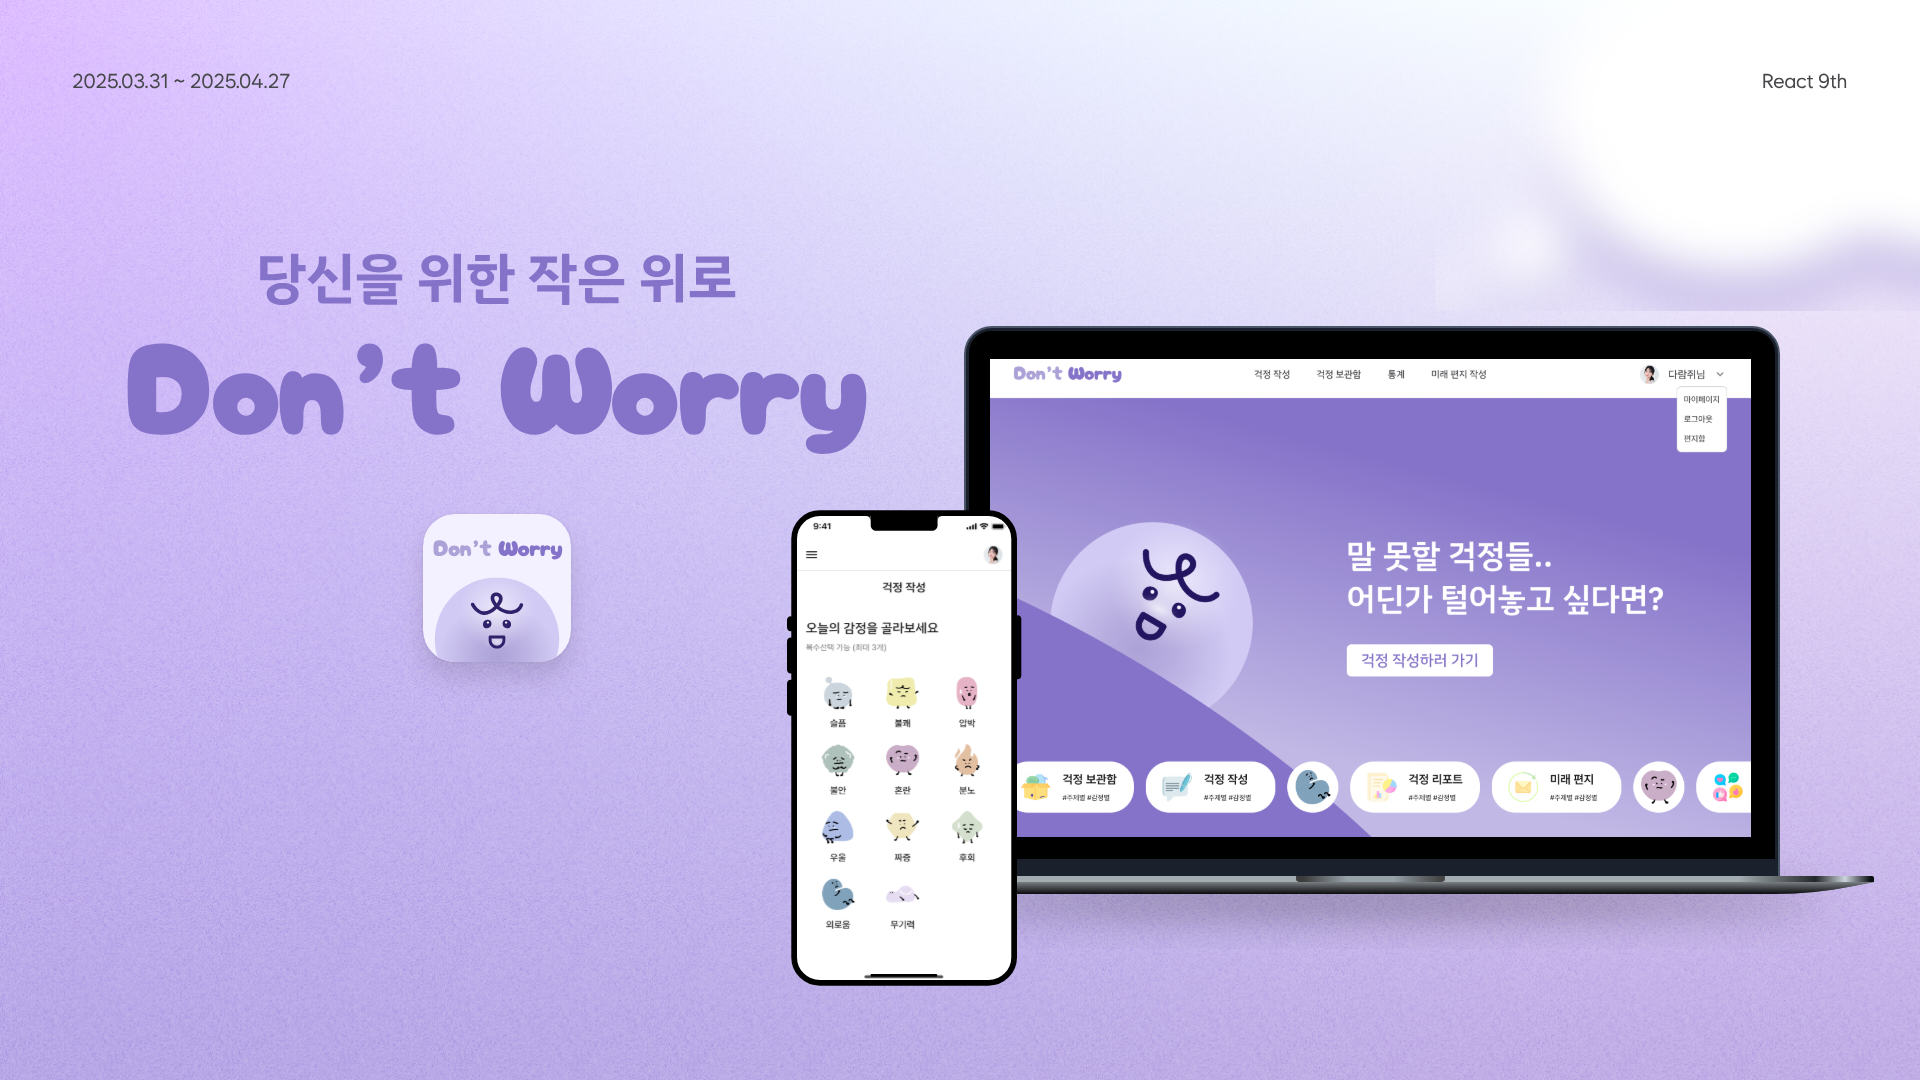 2025.03.31 ~ 2025.04.27
React 9th
당신을 위한 작은 위로
Don't Worry
Don't Worry
9:41
걱정 작성
오늘의 감정을 골라보세요
복수선택 가능 (최대 3개)
슬픔 불쾌 압박
불안 혼란 분노
우울 짜증 후회
외로움 무기력
Don't Worry 걱정 작성 걱정 보관함 통계 미래 편지 작성 다람쥐님
마이페이지
로그아웃
편지함
말 못할 걱정들..
어딘가 털어놓고 싶다면?
걱정 작성하러 가기
걱정 보관함
#주제별 #감정별
걱정 작성
#주제별 #감정별
걱정 리포트
#주제별 #감정별
미래 편지
#주제별 #감정별